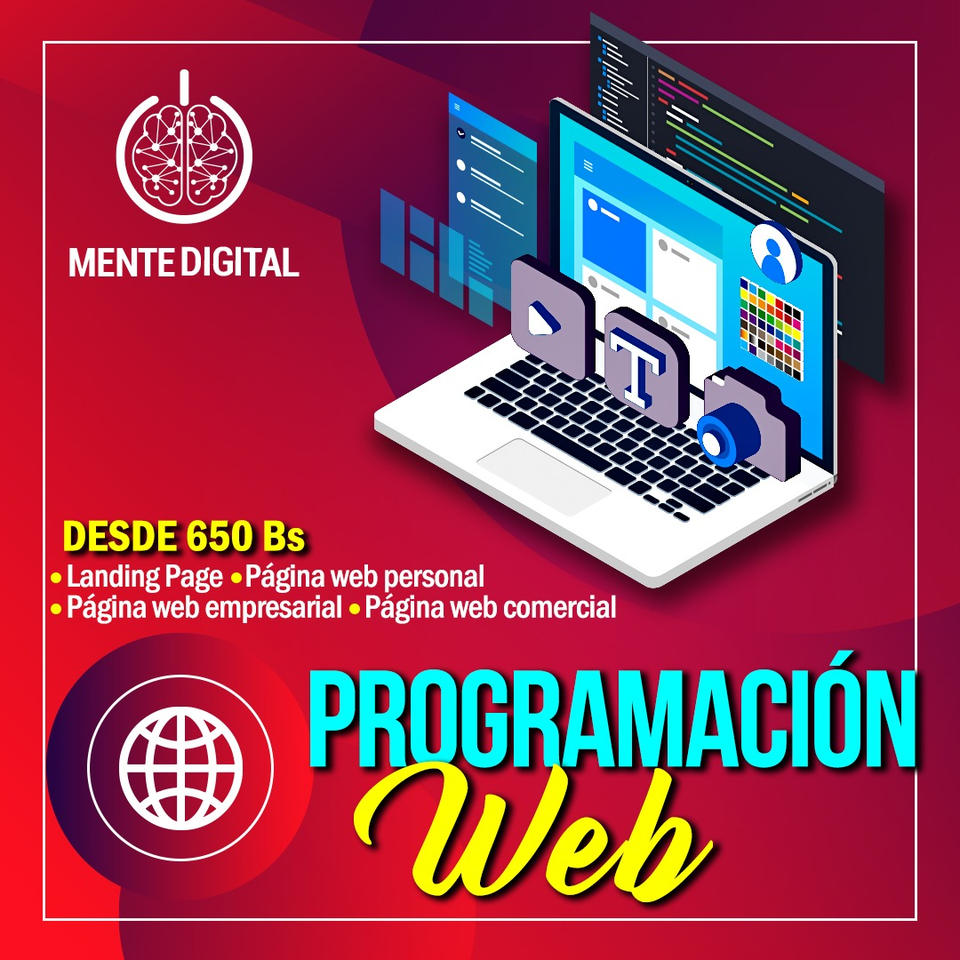 MENTE DIGITAL
T
DESDE 650 Bs
• Landing Page • Página web personal
• Página web empresarial • Página web comercial
PROGRAMACIÓN
Web